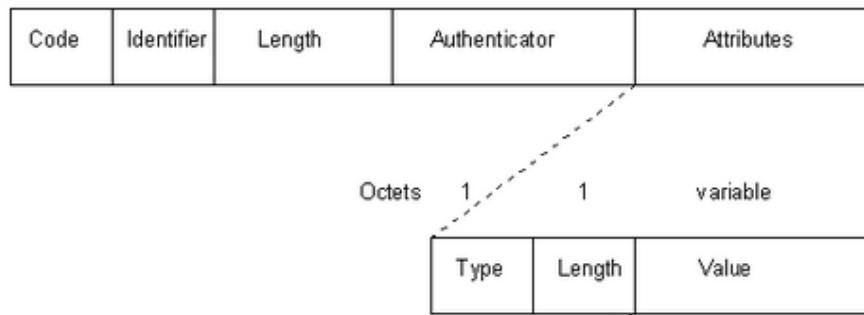 Code Identifier Length Authenticator Attributes
Octets 1 1 variable
Type Length Value